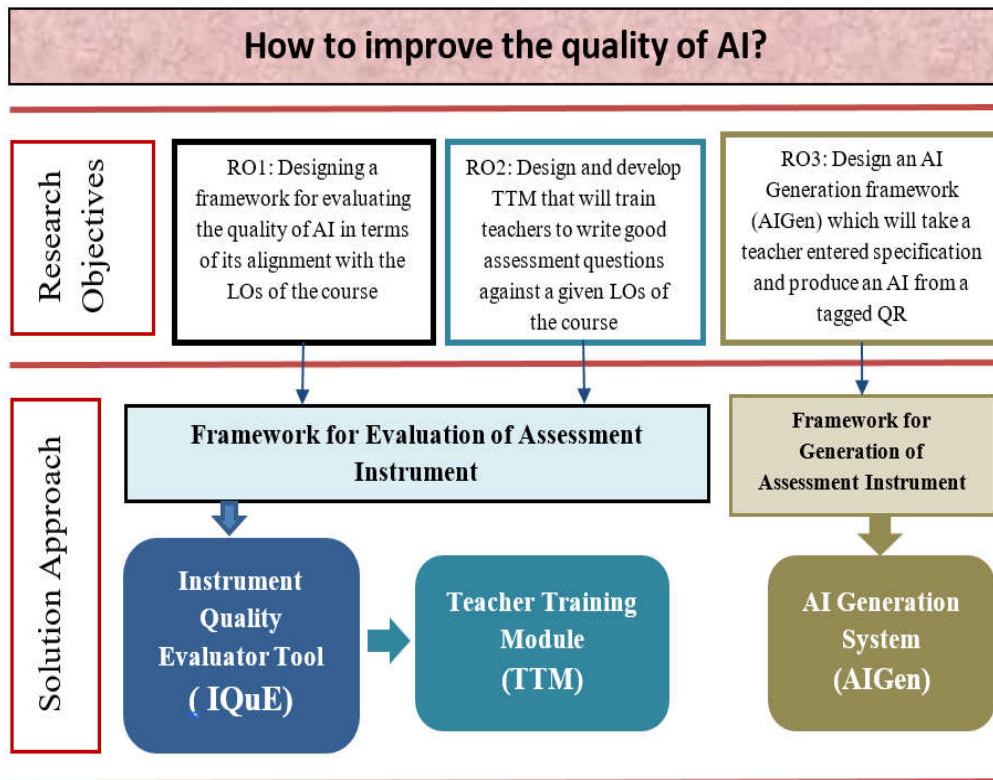 How to improve the quality of AI?
Research
Objectives
RO1: Designing a
framework for evaluating
the quality of AI in terms
of its alignment with the
LOs of the course
RO2: Design and develop
TTM that will train
teachers to write good
assessment questions
against a given LOs of
the course
RO3: Design an AI
Generation framework
(AIGen) which will take a
teacher entered specification
and produce an AI from a
tagged QR
Solution Approach
Framework for Evaluation of Assessment
Instrument
Framework for
Generation of
Assessment Instrument
Instrument
Quality
Evaluator Tool
( IQuE)
Teacher Training
Module
(TTM)
AI Generation
System
(AIGen)